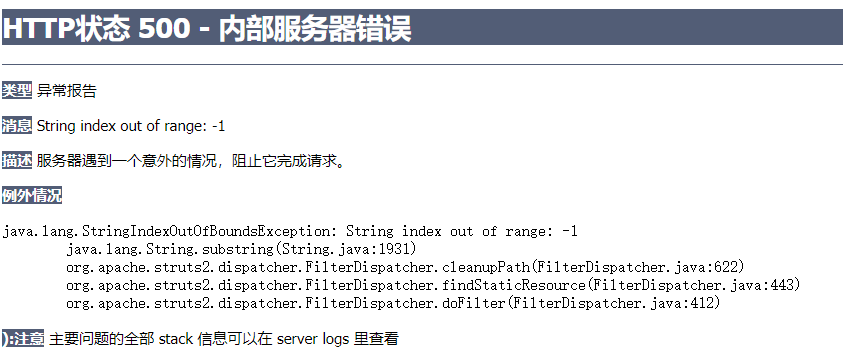 HTTP状态 500 - 内部服务器错误
类型 异常报告
消息 String index out of range: -1
描述 服务器遇到一个意外的情况，阻止它完成请求。
例外情况
java.lang.StringIndexOutOfBoundsException: String index out of range: -1
java.lang.String.substring(String.java:1931)
org.apache.struts2.dispatcher.FilterDispatcher.cleanupPath(FilterDispatcher.java:622)
org.apache.struts2.dispatcher.FilterDispatcher.findStaticResource(FilterDispatcher.java:443)
org.apache.struts2.dispatcher.FilterDispatcher.doFilter(FilterDispatcher.java:412)
):注意 主要问题的全部 stack 信息可以在 server logs 里查看